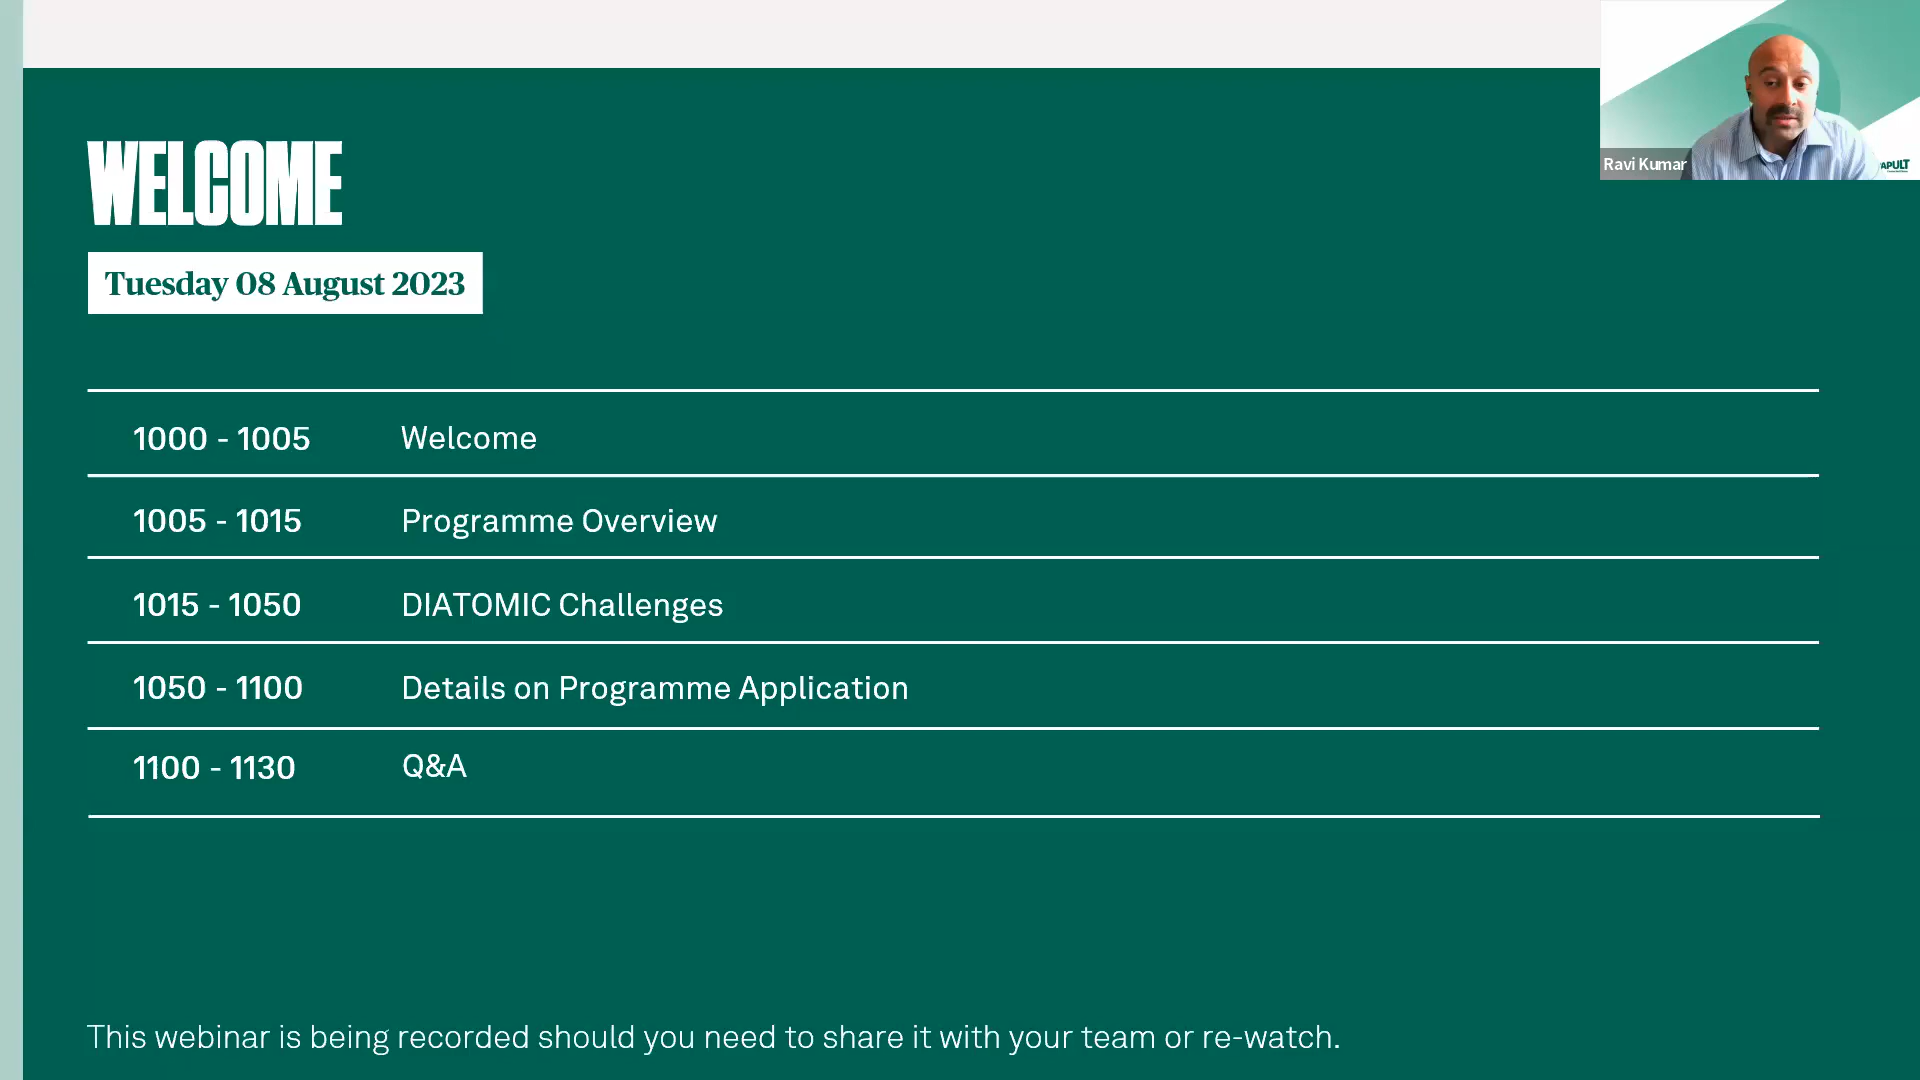 WELCOME
Tuesday 08 August 2023
1000 - 1005 Welcome
1005 - 1015 Programme Overview
1015 - 1050 DIATOMIC Challenges
1050 - 1100 Details on Programme Application
1100 - 1130 Q&A
This webinar is being recorded should you need to share it with your team or re-watch.
Ravi Kumar
APULT